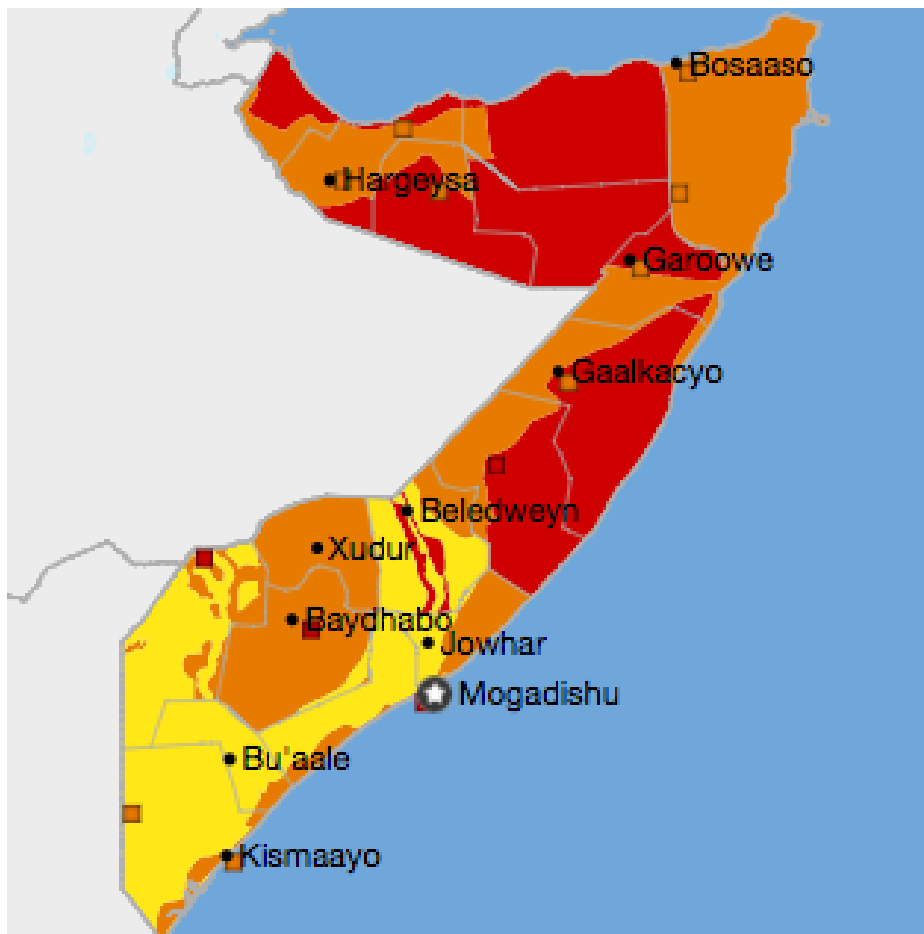 Bosaaso
Hargeysa
Garoowe
Gaalkacyo
Beledweyn
Xudur
Baydhabo
Jowhar
Mogadishu
Bu'aale
Kismaayo